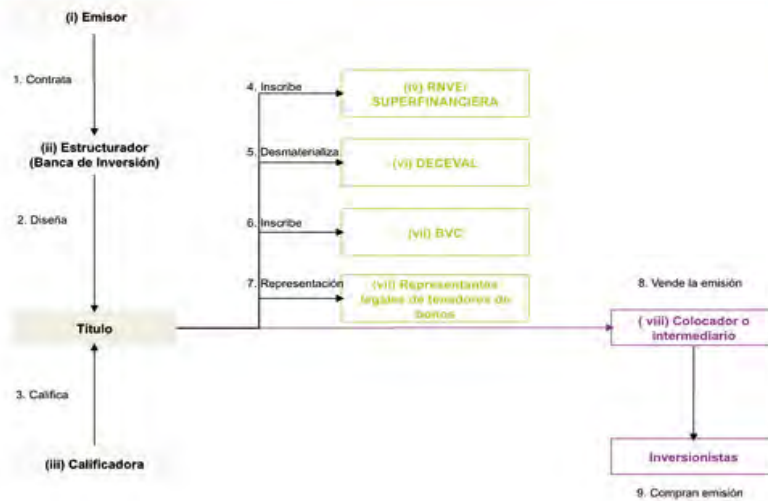 (i) Emisor
1. Contrata
(ii) Estructurador
(Banca de Inversión)
2. Diseña
Título
3. Califica
(iii) Calificadora
4. Inscribe
(iv) RNVE/
SUPERFINANCIERA
5. Desmaterializa
(vi) DECEVAL
6. Inscribe
(vii) BVC
7. Representación
(vii) Representantes
legales de tenedores de
bonos
8. Vende la emisión
( viii) Colocador o
intermediario
Inversionistas
9. Compran emisión